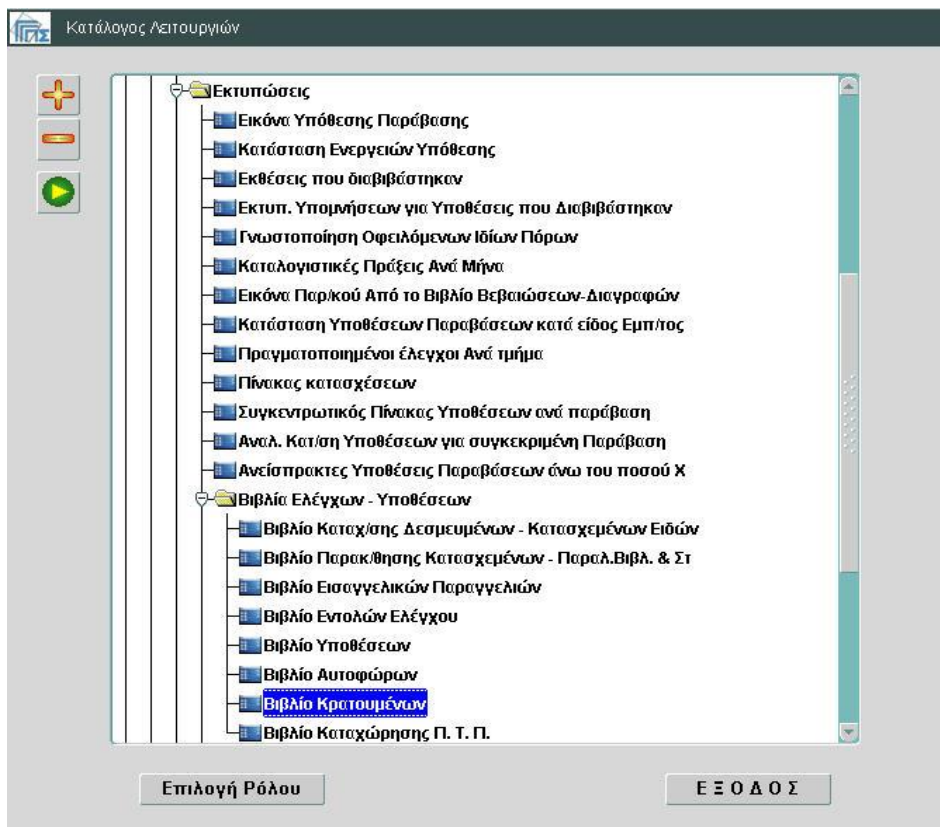 Κατάλογος Λειτουργιών
Εκτυπώσεις
Εικόνα Υπόθεσης Παράβασης
Κατάσταση Ενεργειών Υπόθεσης
Εκθέσεις που διαβιβάστηκαν
Εκτυπ. Υπομνήσεων για Υποθέσεις που Διαβιβάστηκαν
Γνωστοποίηση Οφειλόμενων Ιδίων Πόρων
Καταλογιστικές Πράξεις Ανά Μήνα
Εικόνα Παρ/κού Από το Βιβλίο Βεβαιώσεων-Διαγραφών
Κατάσταση Υποθέσεων Παραβάσεων κατά είδος Εμπ/τος
Πραγματοποιημένοι έλεγχοι Ανά τμήμα
Πίνακας κατασχέσεων
Συγκεντρωτικός Πίνακας Υποθέσεων ανά παράβαση
Αναλ. Κατ/ση Υποθέσεων για συγκεκριμένη Παράβαση
Ανείσπρακτες Υποθέσεις Παραβάσεων άνω του ποσού Χ
Βιβλία Ελέγχων - Υποθέσεων
Βιβλίο Καταχ/σης Δεσμευμένων - Κατασχεμένων Ειδών
Βιβλίο Παρακ/θησης Κατασχεμένων - Παραλ.Βιβλ. & Στ
Βιβλίο Εισαγγελικών Παραγγελιών
Βιβλίο Εντολών Ελέγχου
Βιβλίο Υποθέσεων
Βιβλίο Αυτοφώρων
Βιβλίο Κρατουμένων
Βιβλίο Καταχώρησης Π. Τ. Π.
Επιλογή Ρόλου
Ε Ξ Ο Δ Ο Σ